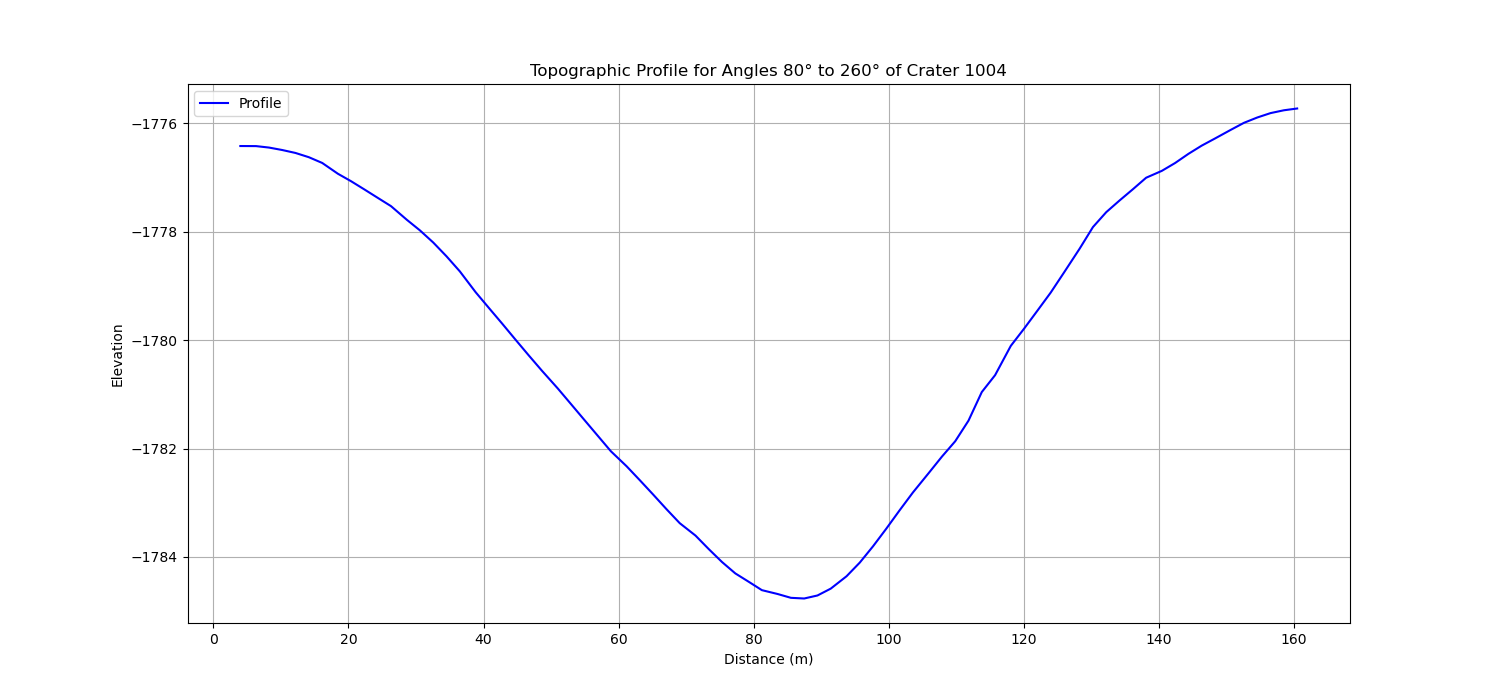 Topographic Profile for Angles 80° to 260° of Crater 1004
Profile
−1776
−1778
−1780
−1782
−1784
Elevation
0 20 40 60 80 100 120 140 160
Distance (m)